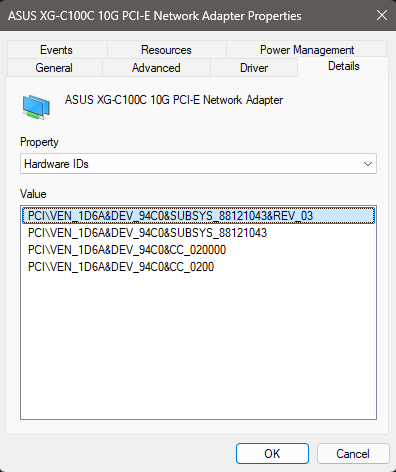 ASUS XG-C100C 10G PCI-E Network Adapter Properties
Events Resources Power Management
General Advanced Driver Details
ASUS XG-C100C 10G PCI-E Network Adapter
Property
Hardware IDs
Value
PCI\VEN_1D6A&DEV_94C0&SUBSYS_88121043&REV_03
PCI\VEN_1D6A&DEV_94C0&SUBSYS_88121043
PCI\VEN_1D6A&DEV_94C0&CC_020000
PCI\VEN_1D6A&DEV_94C0&CC_0200
OK Cancel